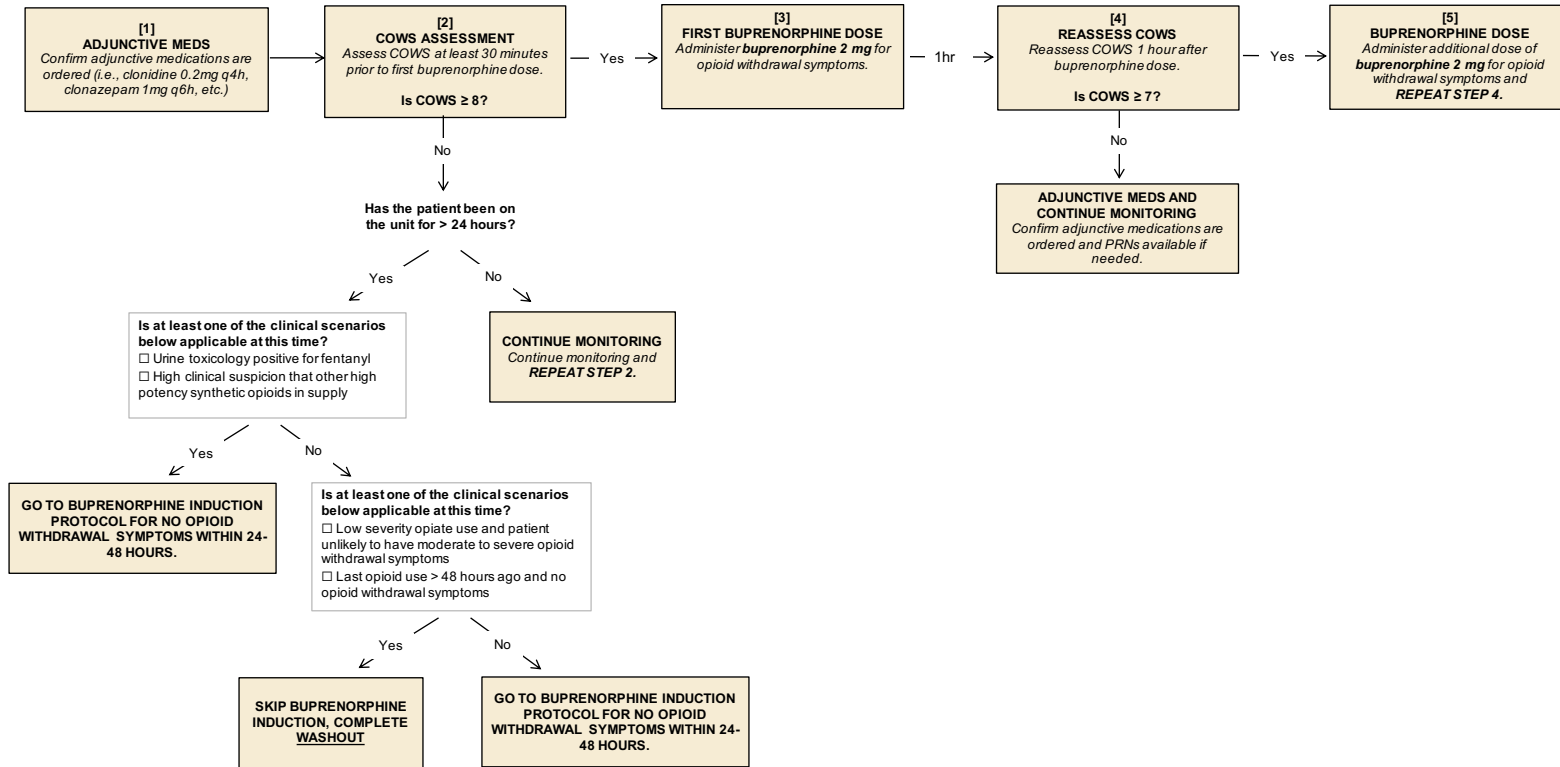 [1]
ADJUNCTIVE MEDS
Confirm adjunctive medications are
ordered (i.e., clonidine 0.2mg q4h,
clonazepam 1mg q6h, etc.)
[2]
COWS ASSESSMENT
Assess COWS at least 30 minutes
prior to first buprenorphine dose.
Is COWS ≥ 8?
Yes
[3]
FIRST BUPRENORPHINE DOSE
Administer buprenorphine 2 mg for
opioid withdrawal symptoms.
1hr
[4]
REASSESS COWS
Reassess COWS 1 hour after
buprenorphine dose.
Is COWS ≥ 7?
Yes
[5]
BUPRENORPHINE DOSE
Administer additional dose of
buprenorphine 2 mg for opioid
withdrawal symptoms and
REPEAT STEP 4.
No
No
ADJUNCTIVE MEDS AND
CONTINUE MONITORING
Confirm adjunctive medications are
ordered and PRNs available if
needed.
Has the patient been on
the unit for > 24 hours?
Yes
No
Is at least one of the clinical scenarios
below applicable at this time?
☐ Urine toxicology positive for fentanyl
☐ High clinical suspicion that other high
potency synthetic opioids in supply
CONTINUE MONITORING
Continue monitoring and
REPEAT STEP 2.
Yes
No
GO TO BUPRENORPHINE INDUCTION
PROTOCOL FOR NO OPIOID
WITHDRAWAL SYMPTOMS WITHIN 24-
48 HOURS.
Is at least one of the clinical scenarios
below applicable at this time?
☐ Low severity opiate use and patient
unlikely to have moderate to severe opioid
withdrawal symptoms
☐ Last opioid use > 48 hours ago and no
opioid withdrawal symptoms
Yes
No
SKIP BUPRENORPHINE
INDUCTION, COMPLETE
WASHOUT
GO TO BUPRENORPHINE INDUCTION
PROTOCOL FOR NO OPIOID
WITHDRAWAL SYMPTOMS WITHIN 24-
48 HOURS.